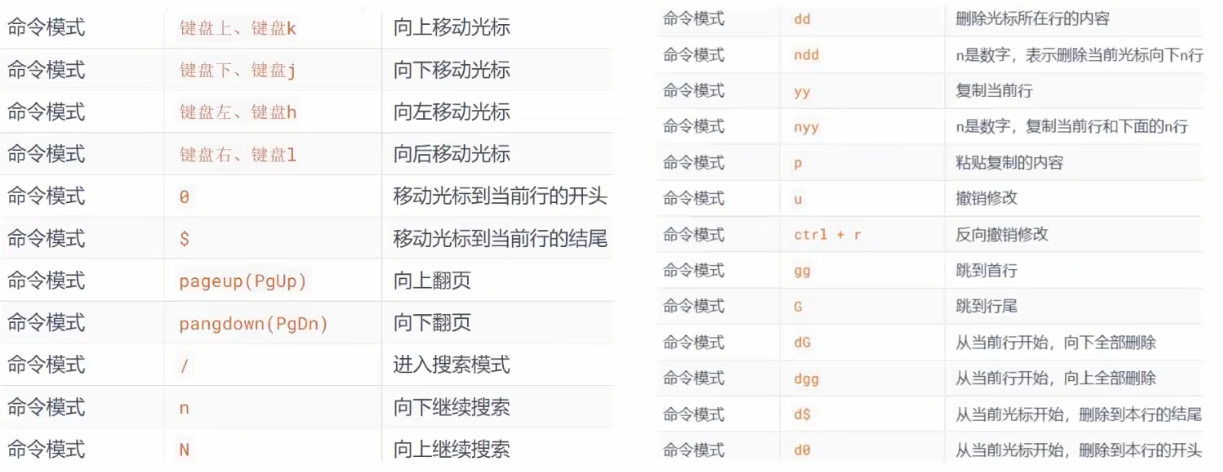 命令模式 键盘上、键盘k 向上移动光标
命令模式 键盘下、键盘j 向下移动光标
命令模式 键盘左、键盘h 向左移动光标
命令模式 键盘右、键盘l 向后移动光标
命令模式 0 移动光标到当前行的开头
命令模式 $ 移动光标到当前行的结尾
命令模式 pageup(PgUp) 向上翻页
命令模式 pangdown(PgDn) 向下翻页
命令模式 / 进入搜索模式
命令模式 n 向下继续搜索
命令模式 N 向上继续搜索
命令模式 dd 删除光标所在行的内容
命令模式 ndd n是数字，表示删除当前光标向下n行
命令模式 yy 复制当前行
命令模式 nyy n是数字，复制当前行和下面的n行
命令模式 p 粘贴复制的内容
命令模式 u 撤销修改
命令模式 ctrl + r 反向撤销修改
命令模式 gg 跳到首行
命令模式 G 跳到行尾
命令模式 dG 从当前行开始，向下全部删除
命令模式 dgg 从当前行开始，向上全部删除
命令模式 d$ 从当前光标开始，删除到本行的结尾
命令模式 d0 从当前光标开始，删除到本行的开头